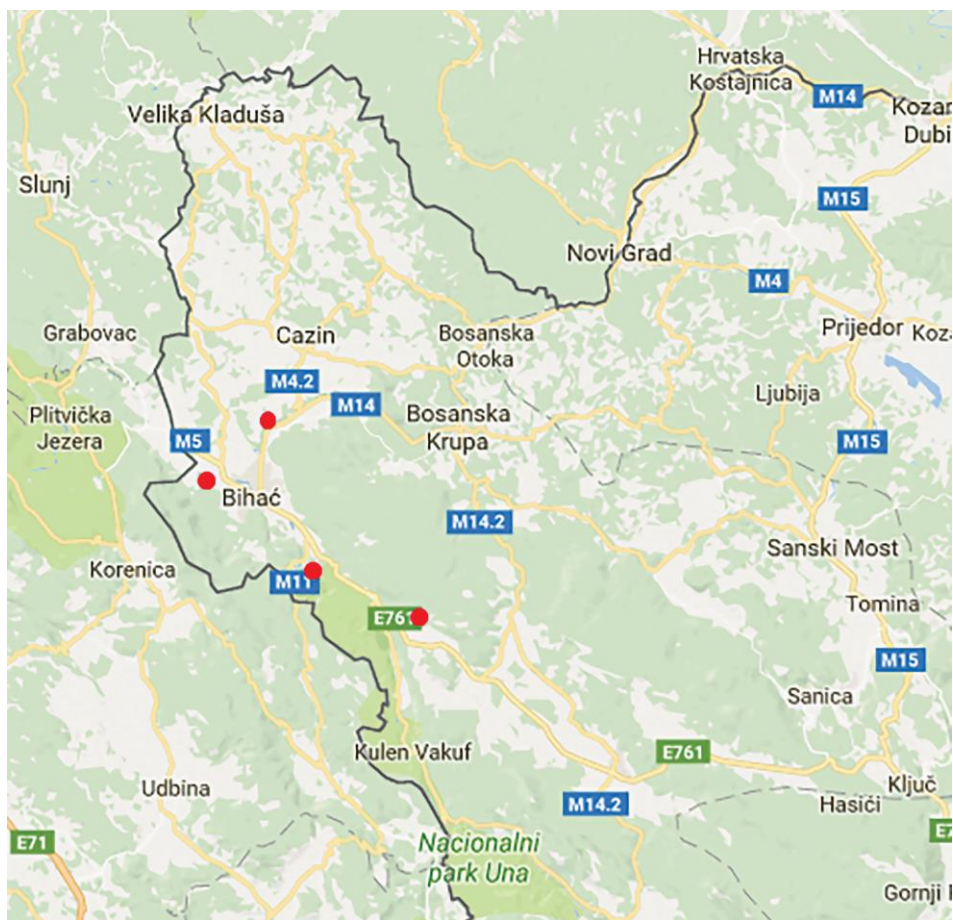 Hrvatska
Kostajnica
M14
Kozar
Dubi
Velika Kladuša
Slunj
M15
Novi Grad
M4
Grabovac
Cazin
Bosanska
Otoka
Prijedor
Koza
M4.2
M14
Ljubija
Plitvička
Jezera
Bosanska
Krupa
M5
M15
Bihać
M14.2
Sanski Most
Korenica
M11
E761
Tomina
M15
Sanica
Kulen Vakuf
E761
Udbina
Ključ
M14.2
Hasići
E71
E7
Nacionalni
park Una
Gornji